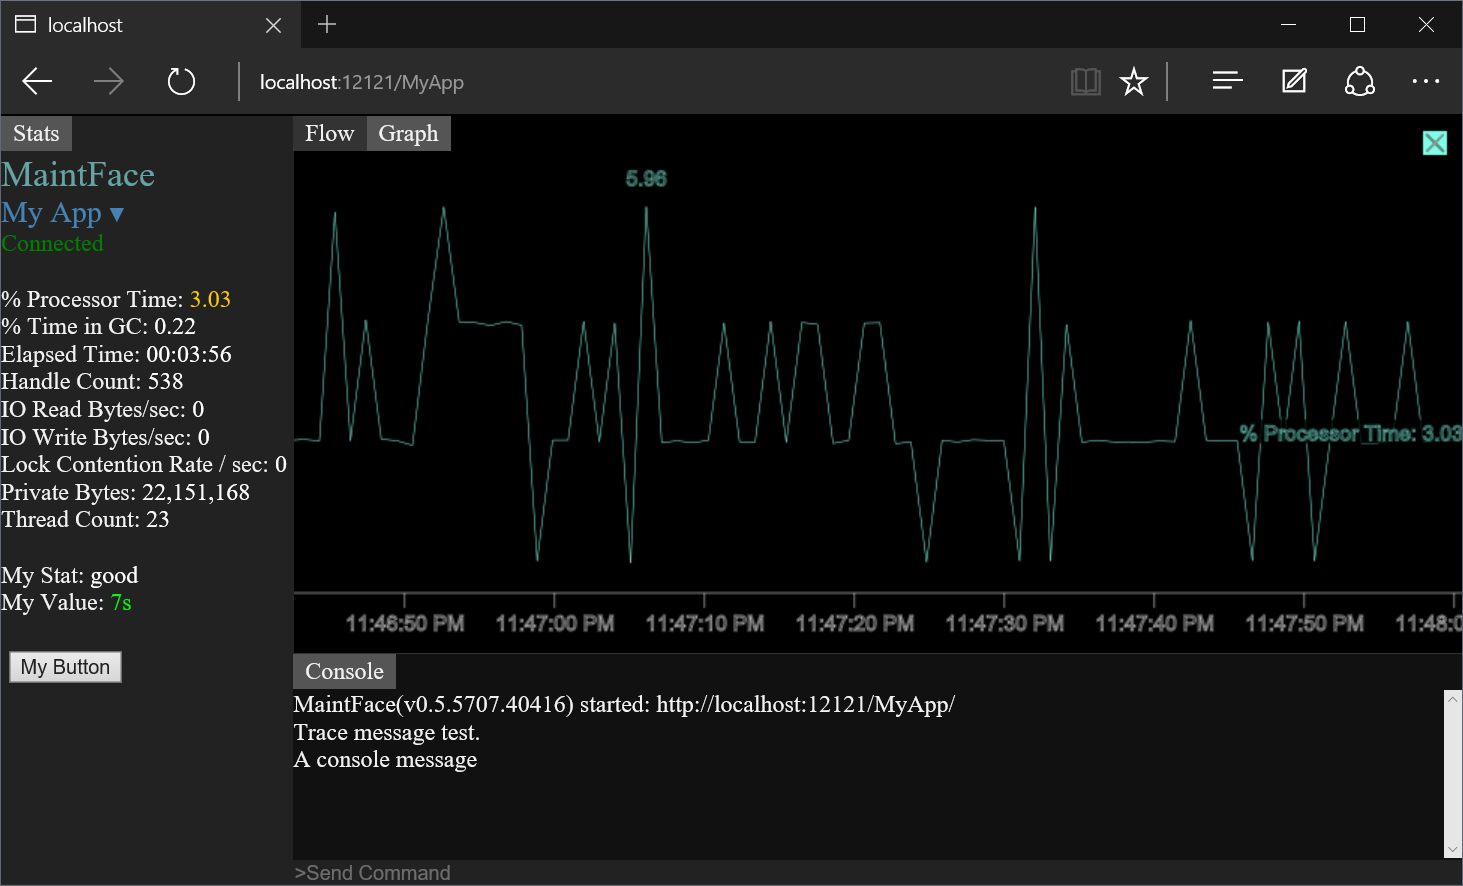 localhost
localhost:12121/MyApp
Stats
MaintFace
My App ▾
Connected
% Processor Time: 3.03
% Time in GC: 0.22
Elapsed Time: 00:03:56
Handle Count: 538
IO Read Bytes/sec: 0
IO Write Bytes/sec: 0
Lock Contention Rate / sec: 0
Private Bytes: 22,151,168
Thread Count: 23
My Stat: good
My Value: 7s
My Button
Flow Graph
5.96
% Processor Time: 3.03
11:46:50 PM 11:47:00 PM 11:47:10 PM 11:47:20 PM 11:47:30 PM 11:47:40 PM 11:47:50 PM 11:48:0
Console
MaintFace(v0.5.5707.40416) started: http://localhost:12121/MyApp/
Trace message test.
A console message
>Send Command